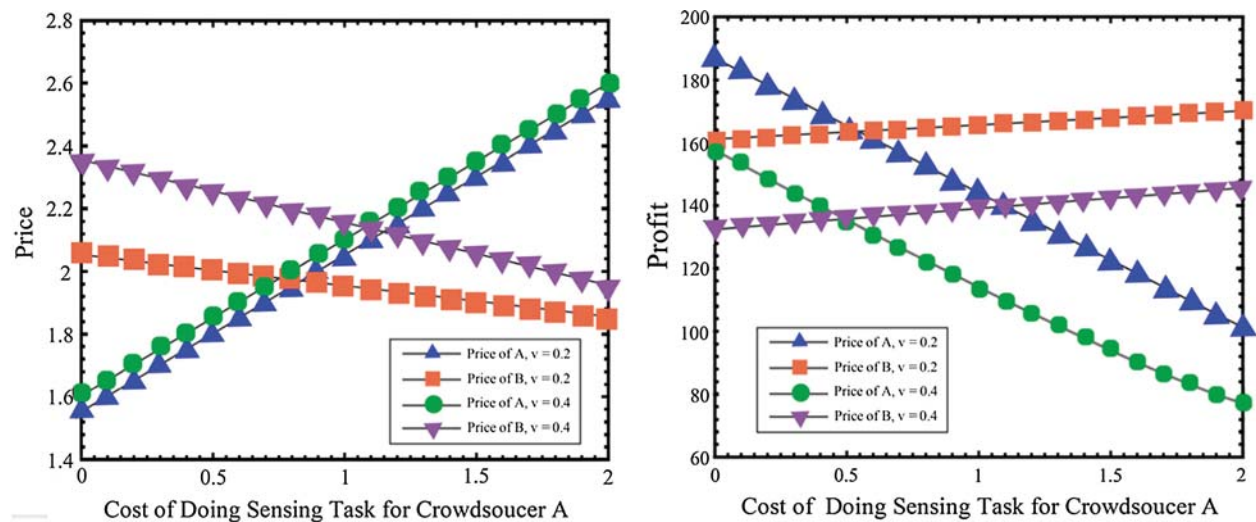 2.8
2.6
2.4
2.2
2
1.8
1.6
1.4
Price
0
0.5
1
1.5
2
Cost of Doing Sensing Task for Crowdsoucer A
Price of A, v = 0.2
Price of B, v = 0.2
Price of A, v = 0.4
Price of B, v = 0.4
200
180
160
140
120
100
80
60
Profit
0
0.5
1
1.5
2
Cost of Doing Sensing Task for Crowdsoucer A
Price of A, v = 0.2
Price of B, v = 0.2
Price of A, v = 0.4
Price of B, v = 0.4